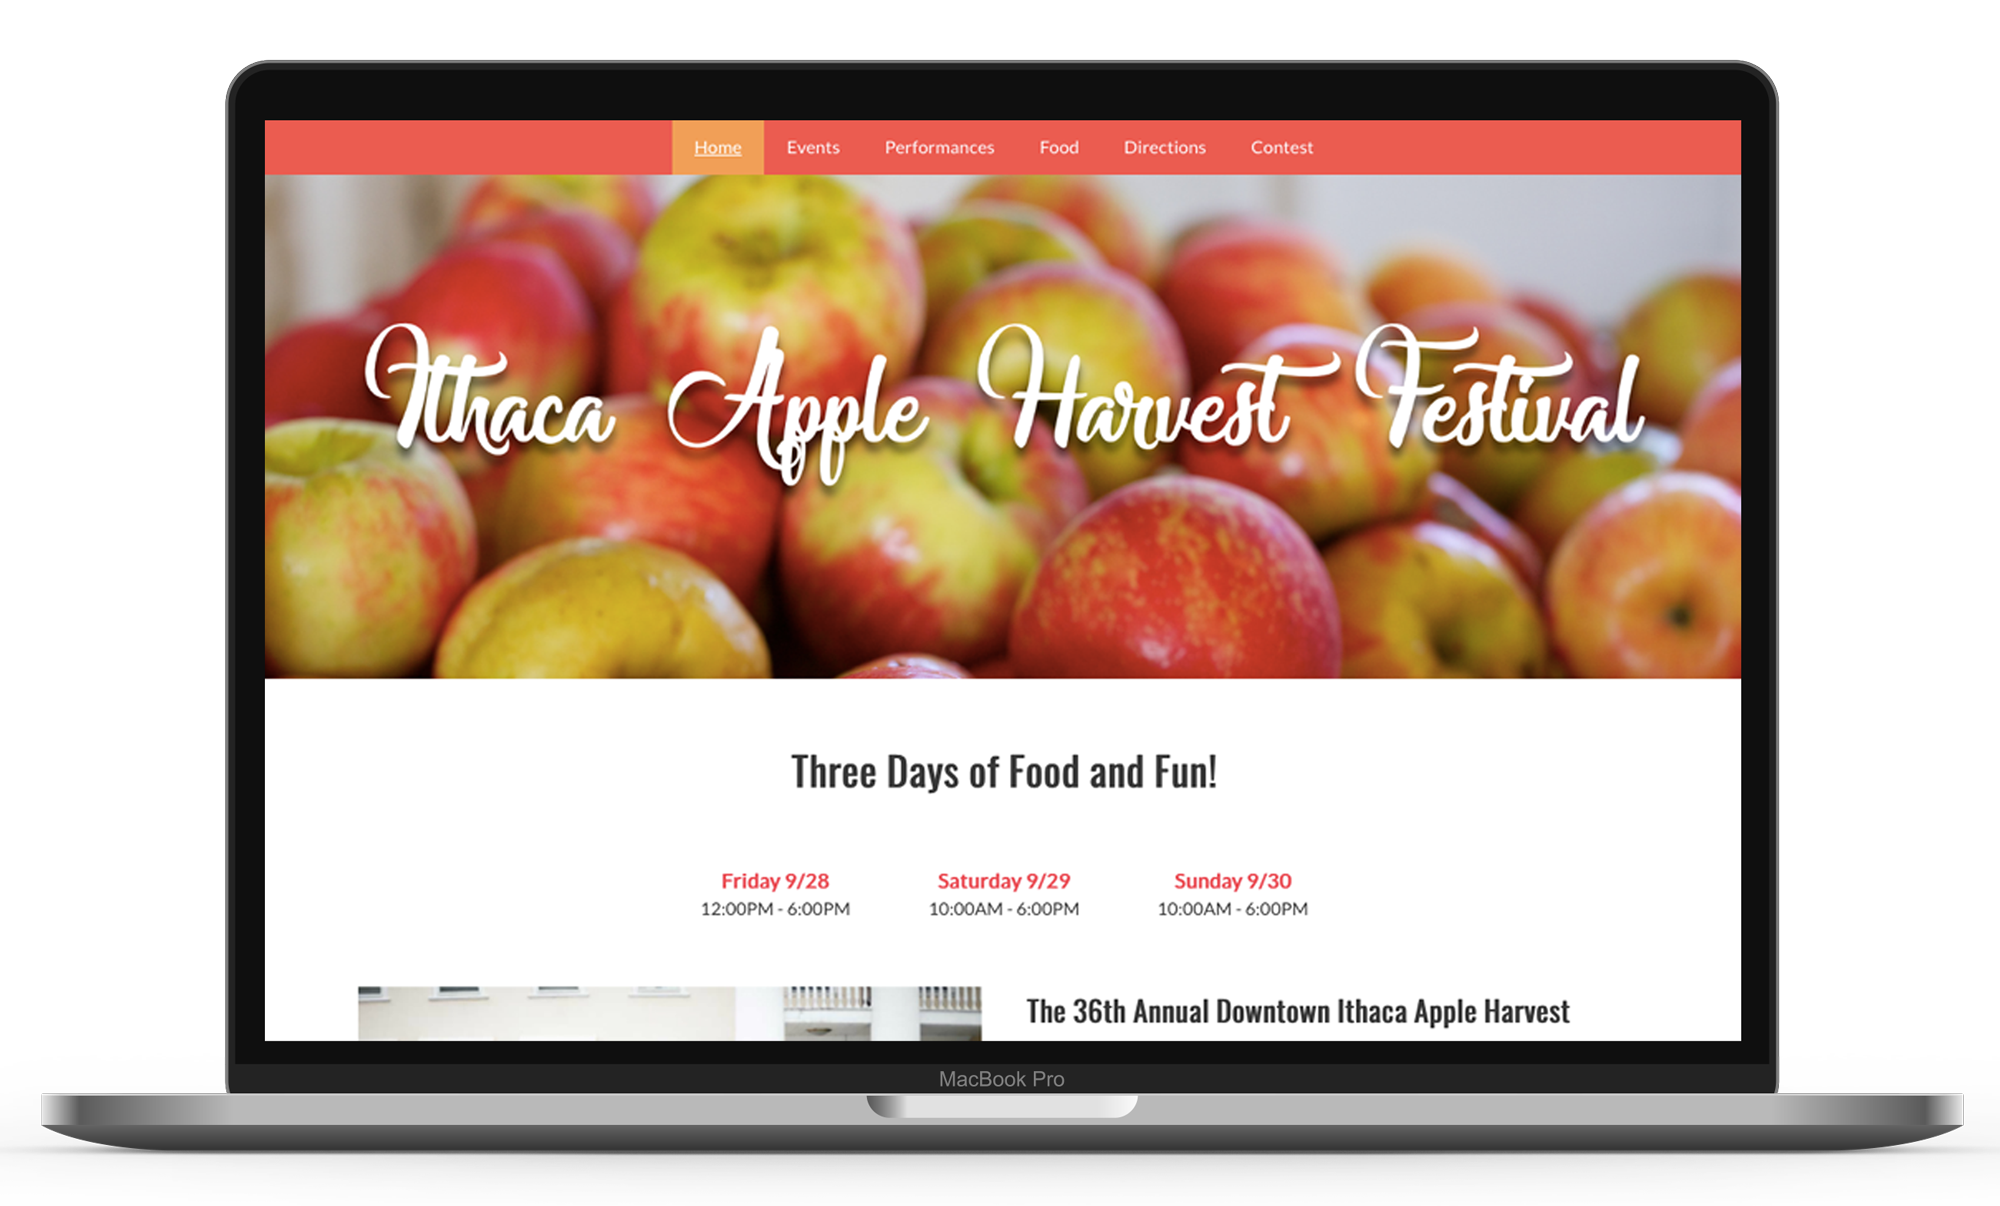 Home Events Performances Food Directions Contest
Ithaca Apple Harvest Festival
Three Days of Food and Fun!
Friday 9/28 Saturday 9/29 Sunday 9/30
12:00PM - 6:00PM 10:00AM - 6:00PM 10:00AM - 6:00PM
The 36th Annual Downtown Ithaca Apple Harvest
MacBook Pro